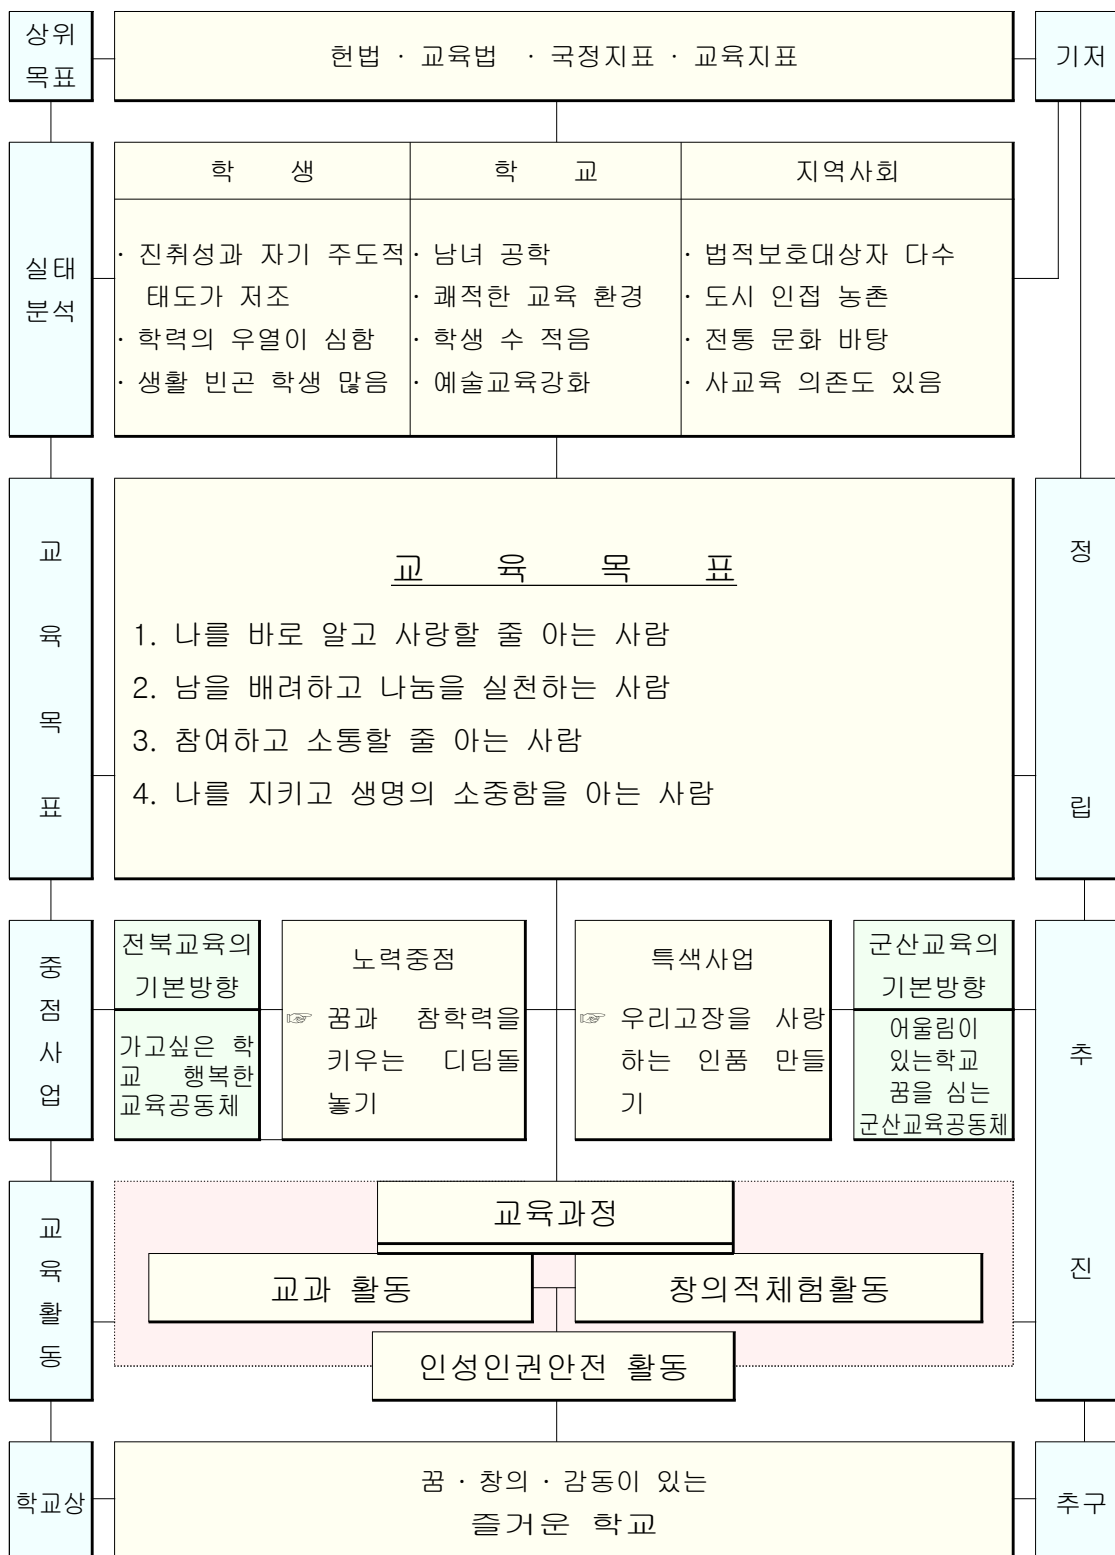 상위
목표
헌법 · 교육법 · 국정지표 · 교육지표
기저
실태
분석
학 생
· 진취성과 자기 주도적
태도가 저조
· 학력의 우열이 심함
· 생활 빈곤 학생 많음
학 교
· 남녀 공학
· 쾌적한 교육 환경
· 학생 수 적음
· 예술교육강화
지역사회
· 법적보호대상자 다수
· 도시 인접 농촌
· 전통 문화 바탕
· 사교육 의존도 있음
교
육
목
표
교 육 목 표
1. 나를 바로 알고 사랑할 줄 아는 사람
2. 남을 배려하고 나눔을 실천하는 사람
3. 참여하고 소통할 줄 아는 사람
4. 나를 지키고 생명의 소중함을 아는 사람
정
립
중
점
사
업
전북교육의
기본방향
가고싶은 학
교 행복한
교육공동체
노력중점
☞ 꿈과 참학력을
키우는 디딤돌
놓기
특색사업
☞ 우리고장을 사랑
하는 인품 만들
기
군산교육의
기본방향
어울림이
있는학교
꿈을 심는
군산교육공동체
추
진
교
육
활
동
교육과정
교과 활동
창의적체험활동
인성인권안전 활동
학교상
꿈 · 창의 · 감동이 있는
즐거운 학교
추구